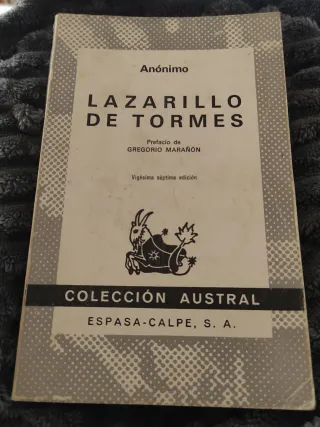 Anónimo
LAZARILLO
DE TORMES
Prefacio de
GREGORIO MARAÑÓN
Vigésima séptima edición
COLECCIÓN AUSTRAL
ESPASA-CALPE, S. A.